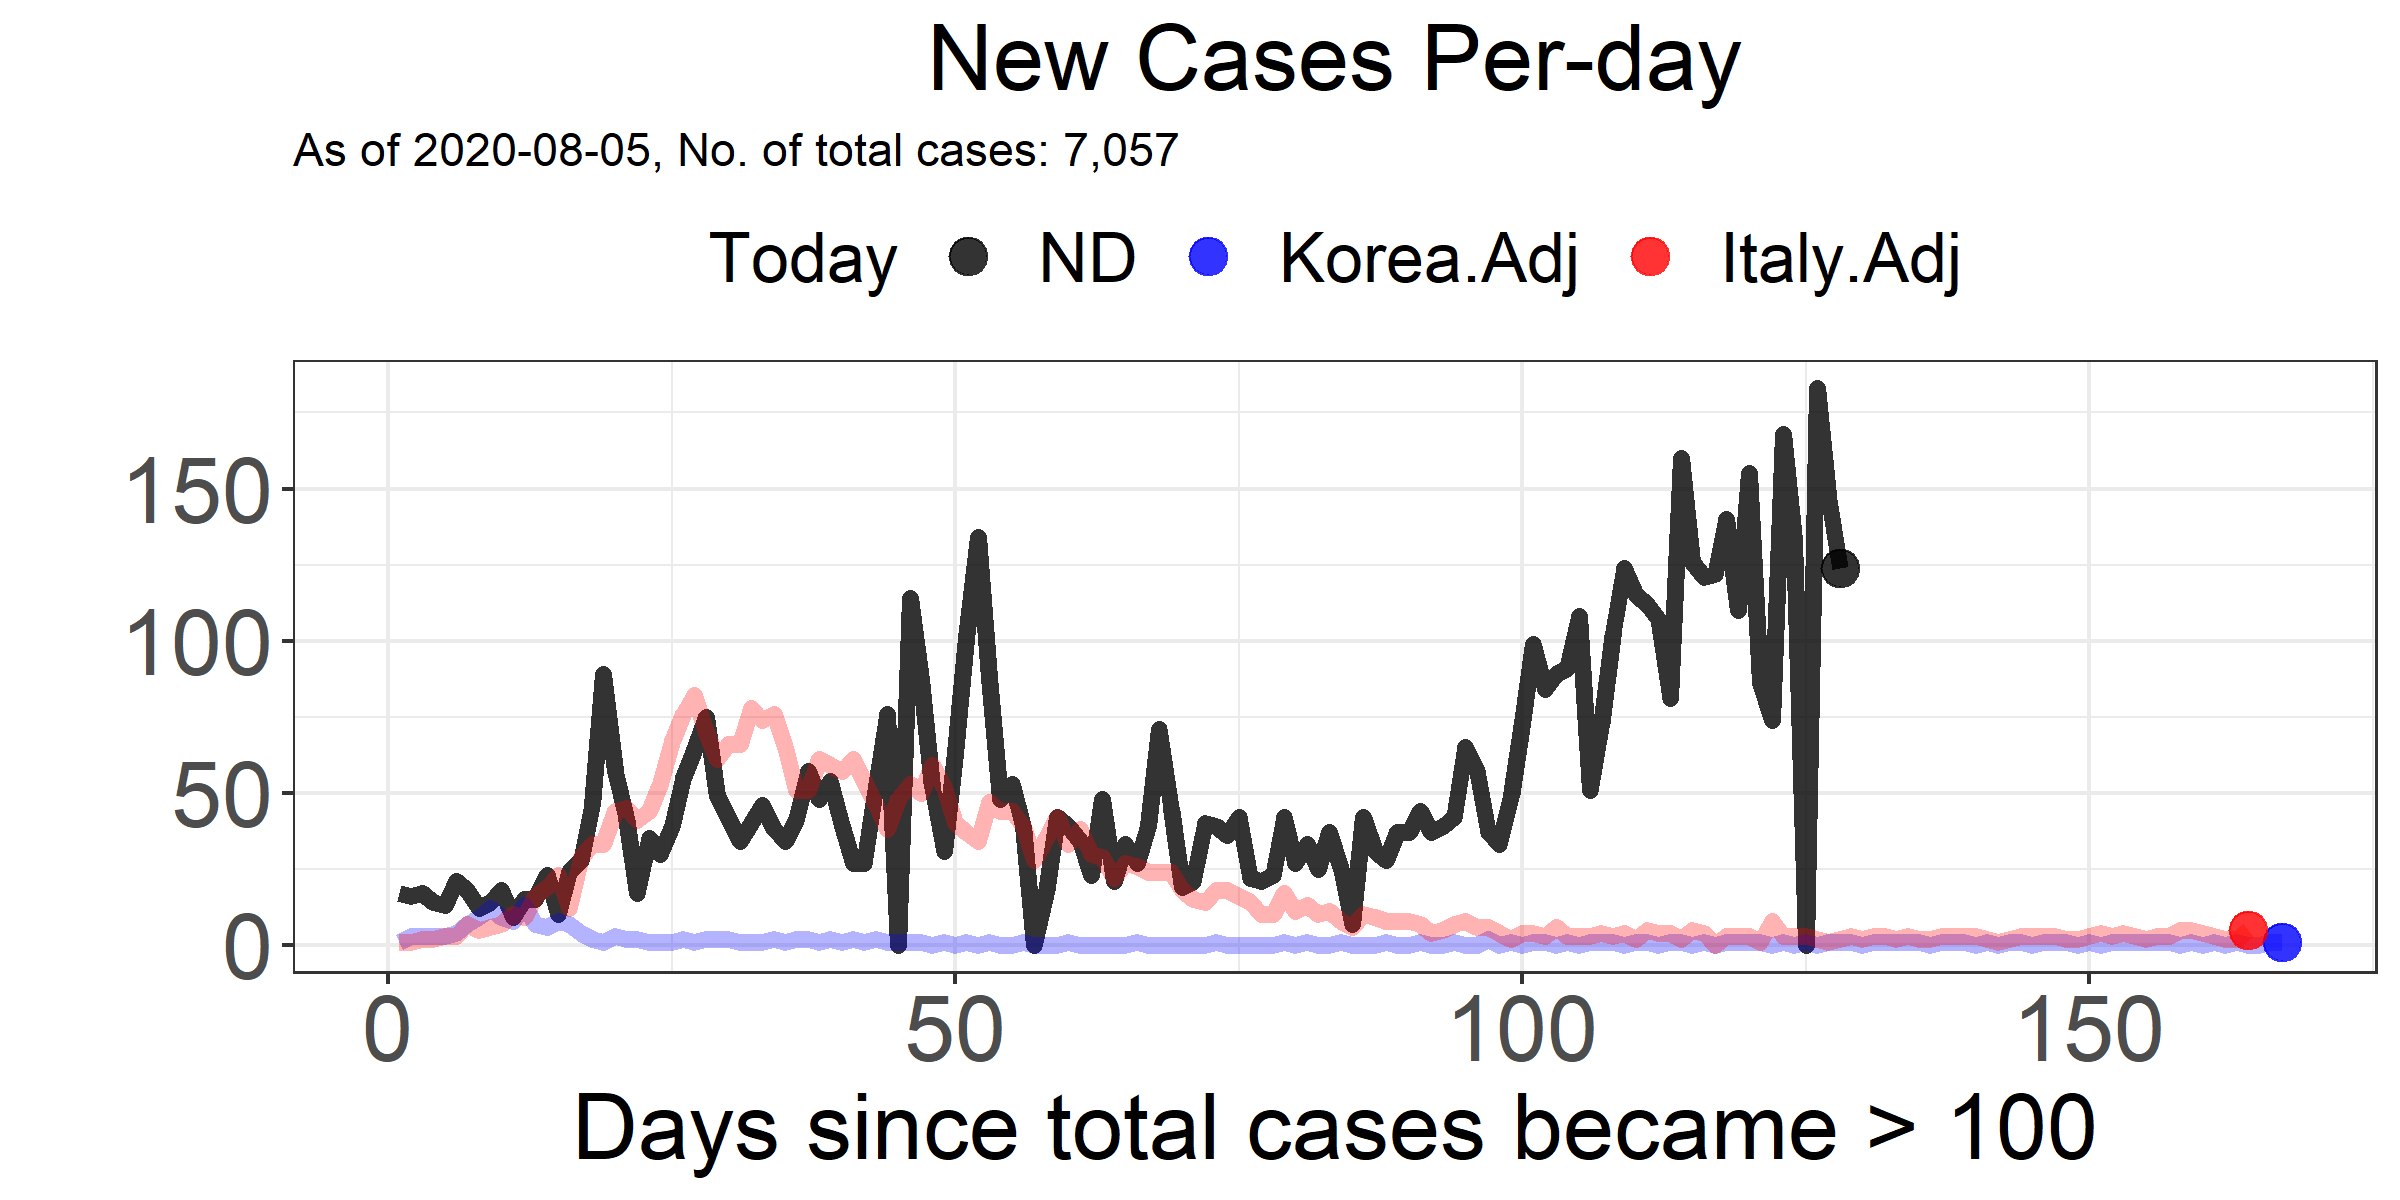 New Cases Per-day
As of 2020-08-05, No. of total cases: 7,057
Today ND Korea.Adj Italy.Adj
150
100
50
0
0 50 100 150
Days since total cases became > 100